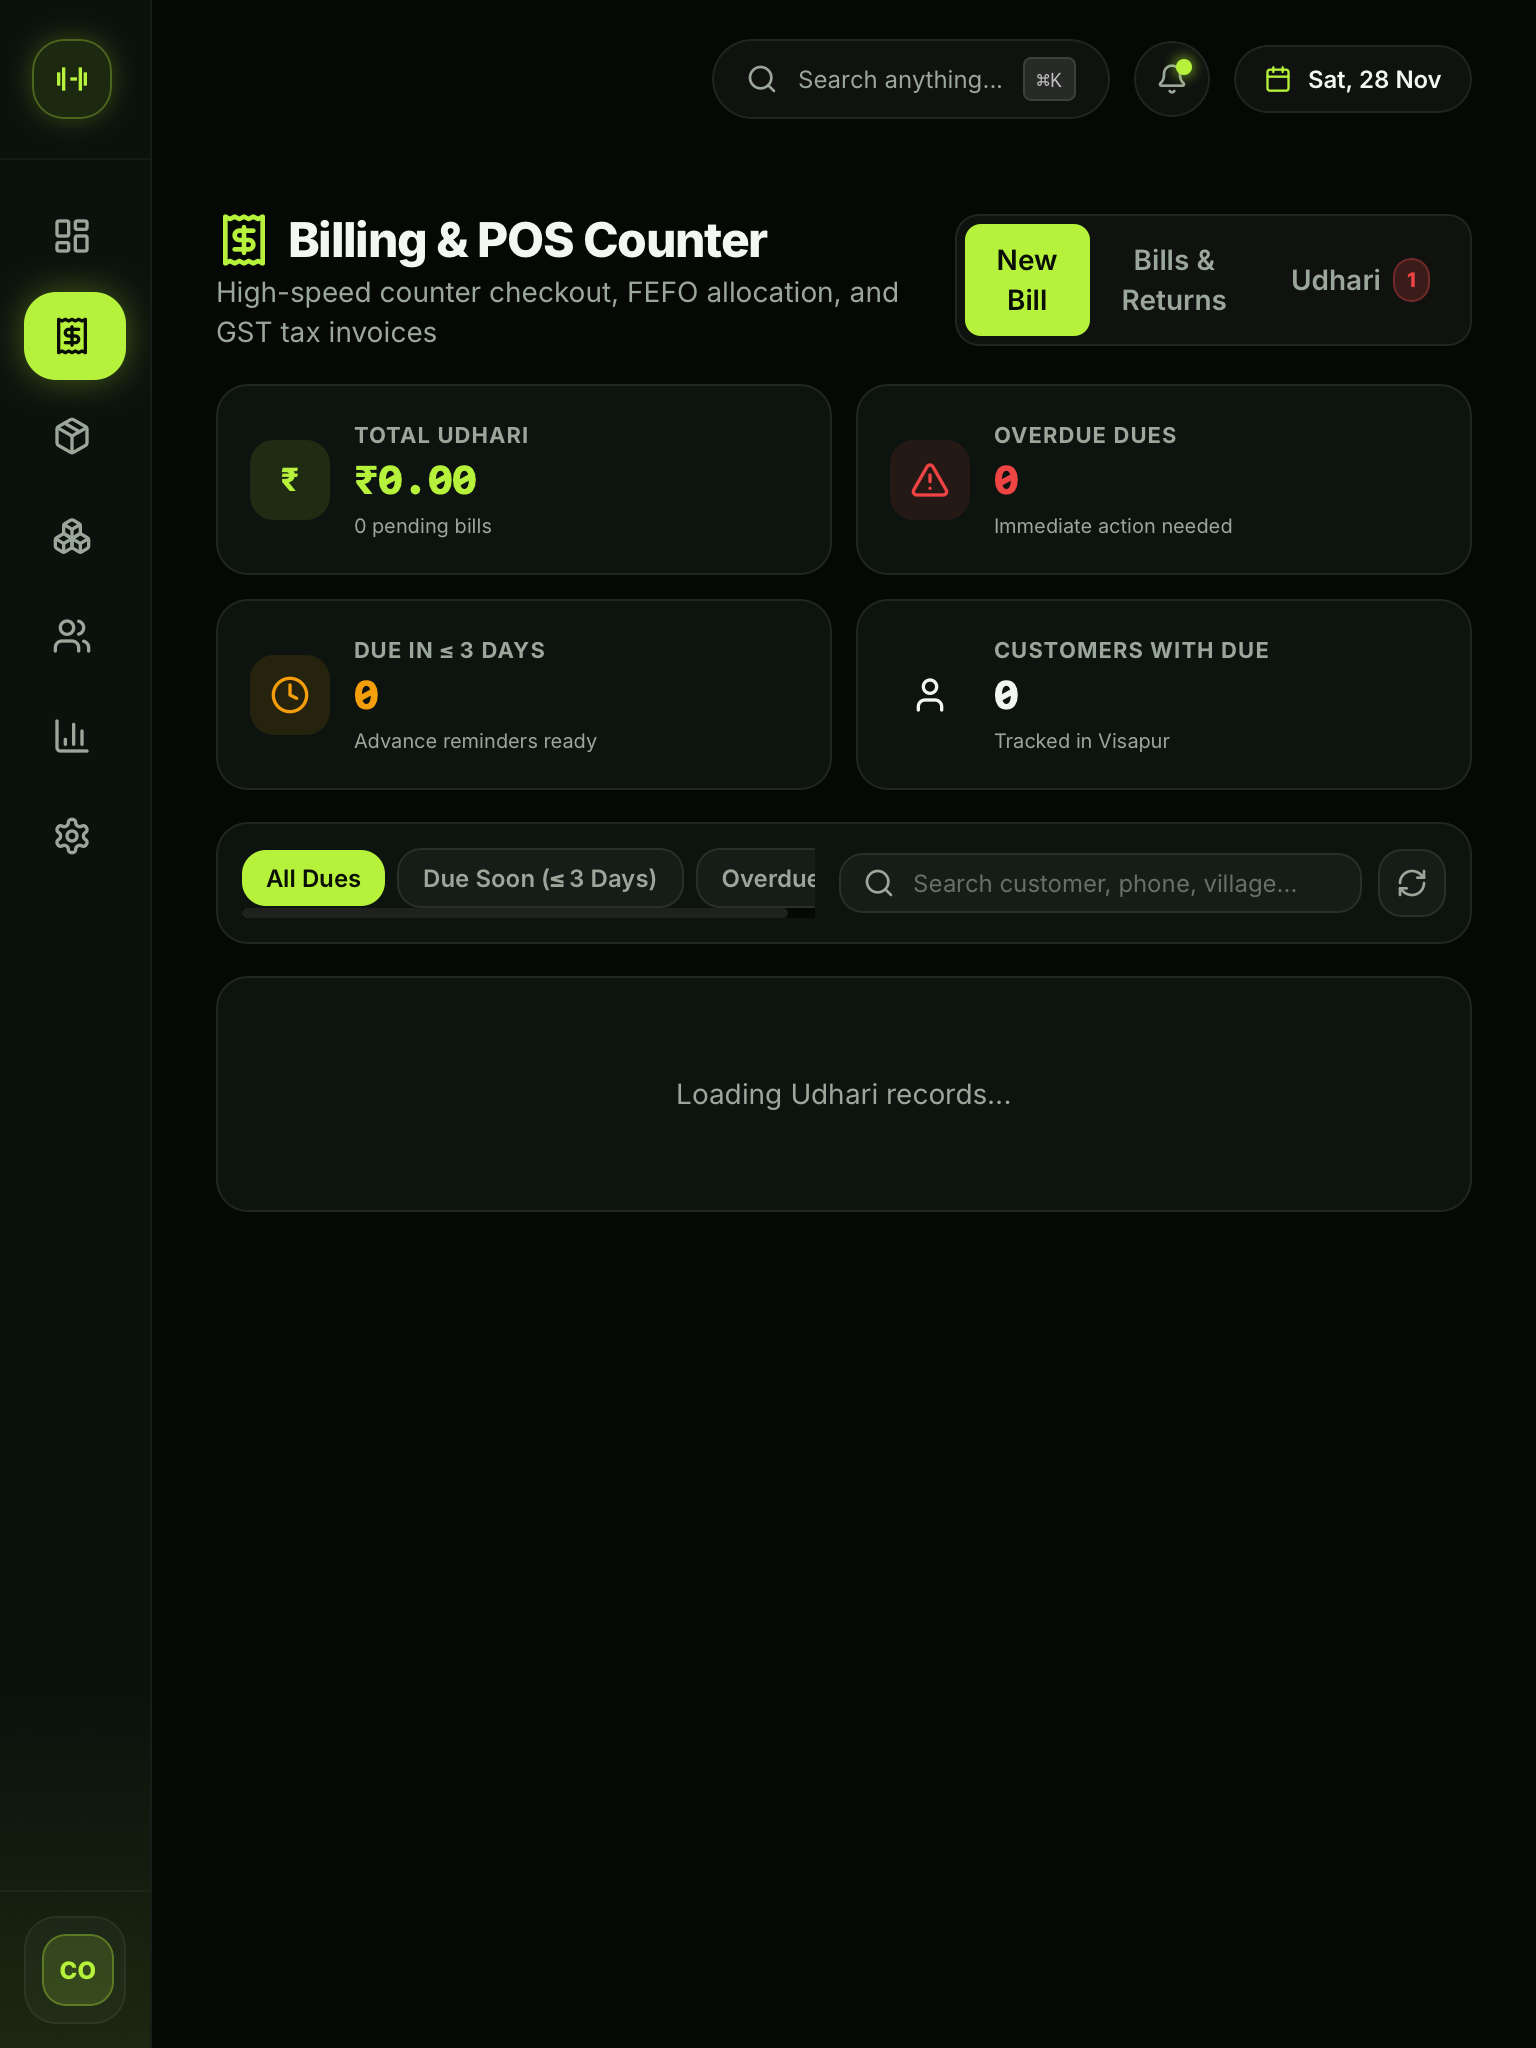 Search anything...
⌘K
Sat, 28 Nov
Billing & POS Counter
High-speed counter checkout, FEFO allocation, and
GST tax invoices
New
Bill
Bills &
Returns
Udhari 1
₹
TOTAL UDHARI
₹0.00
0 pending bills
OVERDUE DUES
0
Immediate action needed
DUE IN ≤ 3 DAYS
0
Advance reminders ready
CUSTOMERS WITH DUE
0
Tracked in Visapur
All Dues
Due Soon (≤ 3 Days)
Overdue
Search customer, phone, village...
Loading Udhari records...
CO